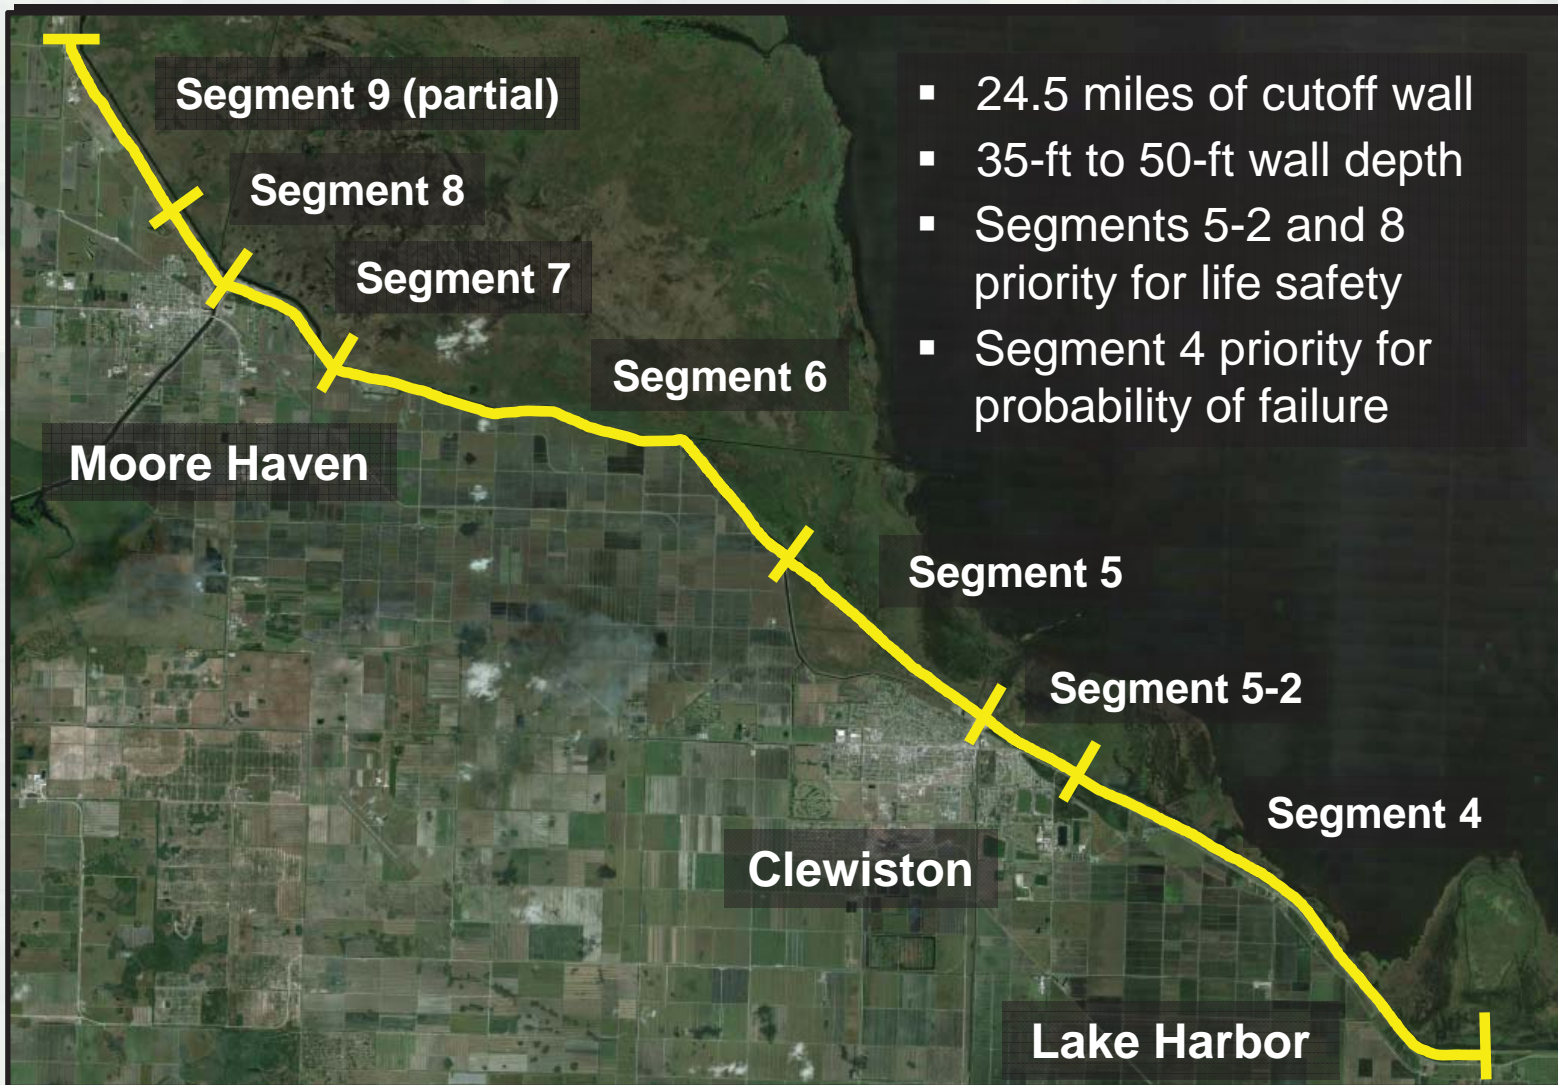 Segment 9 (partial)
Segment 8
Segment 7
Segment 6
Moore Haven
Segment 5
Segment 5-2
Segment 4
Clewiston
Lake Harbor
▪ 24.5 miles of cutoff wall
▪ 35-ft to 50-ft wall depth
▪ Segments 5-2 and 8
priority for life safety
▪ Segment 4 priority for
probability of failure